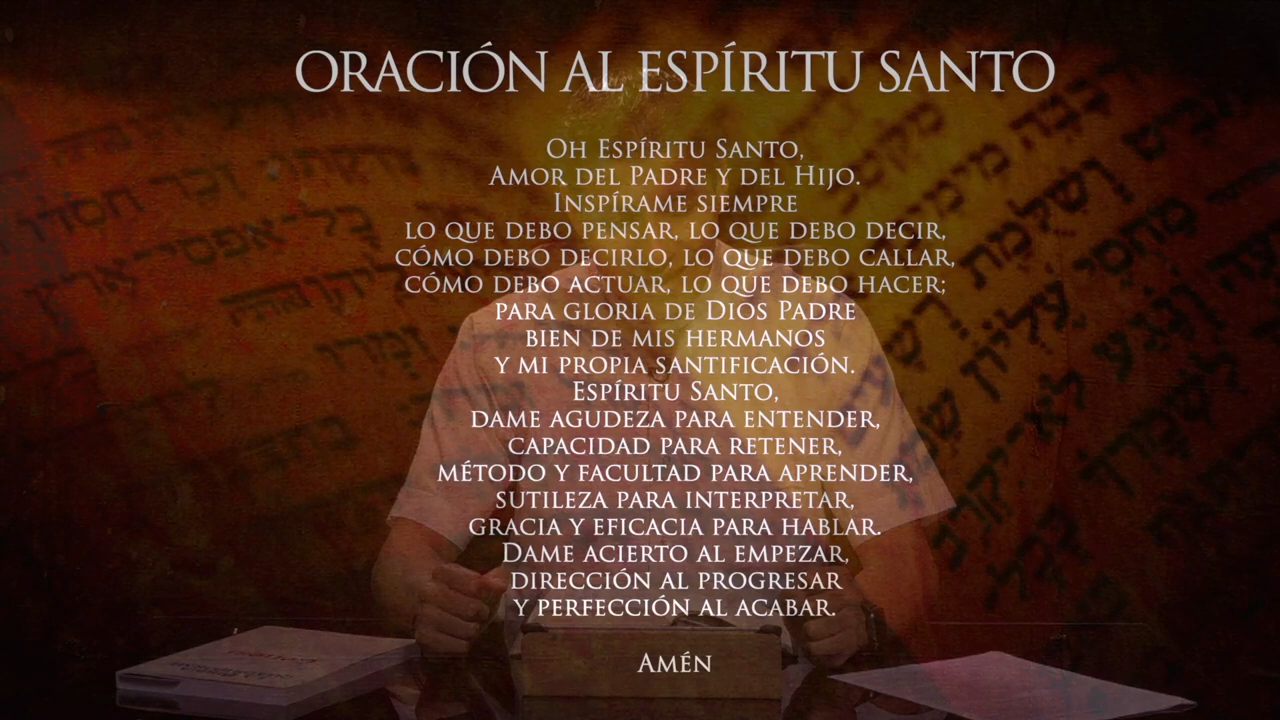 ORACIÓN AL ESPÍRITU SANTO
OH ESPÍRITU SANTO,
AMOR DEL PADRE Y DEL HIJO.
INSPÍRAME SIEMPRE
LO QUE DEBO PENSAR, LO QUE DEBO DECIR,
CÓMO DEBO DECIRLO, LO QUE DEBO CALLAR,
CÓMO DEBO ACTUAR, LO QUE DEBO HACER;
PARA GLORIA DE DIOS PADRE
BIEN DE MIS HERMANOS
Y MI PROPIA SANTIFICACIÓN.
ESPÍRITU SANTO,
DAME AGUDEZA PARA ENTENDER,
CAPACIDAD PARA RETENER,
MÉTODO Y FACULTAD PARA APRENDER,
SUTILEZA PARA INTERPRETAR,
GRACIA Y EFICACIA PARA HABLAR.
DAME ACIERTO AL EMPEZAR,
DIRECCIÓN AL PROGRESAR
Y PERFECCIÓN AL ACABAR.
AMÉN